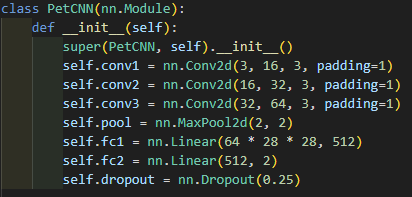 class PetCNN(nn.Module):
    def __init__(self):
        super(PetCNN, self).__init__()
        self.conv1 = nn.Conv2d(3, 16, 3, padding=1)
        self.conv2 = nn.Conv2d(16, 32, 3, padding=1)
        self.conv3 = nn.Conv2d(32, 64, 3, padding=1)
        self.pool = nn.MaxPool2d(2, 2)
        self.fc1 = nn.Linear(64 * 28 * 28, 512)
        self.fc2 = nn.Linear(512, 2)
        self.dropout = nn.Dropout(0.25)